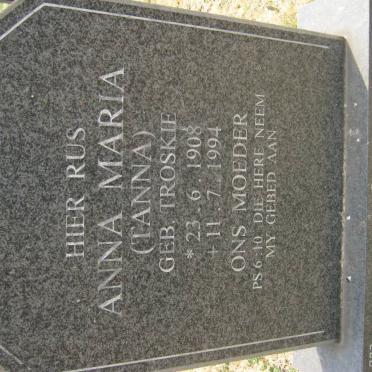 HIER RUS
ANNA MARIA
(TANNA)
GEB. TROSKIE
* 23 - 6 - 1908
+ 11 - 7 - 1994
ONS MOEDER
PS 6:10 DIE HERE NEEM
MY GEBED AAN